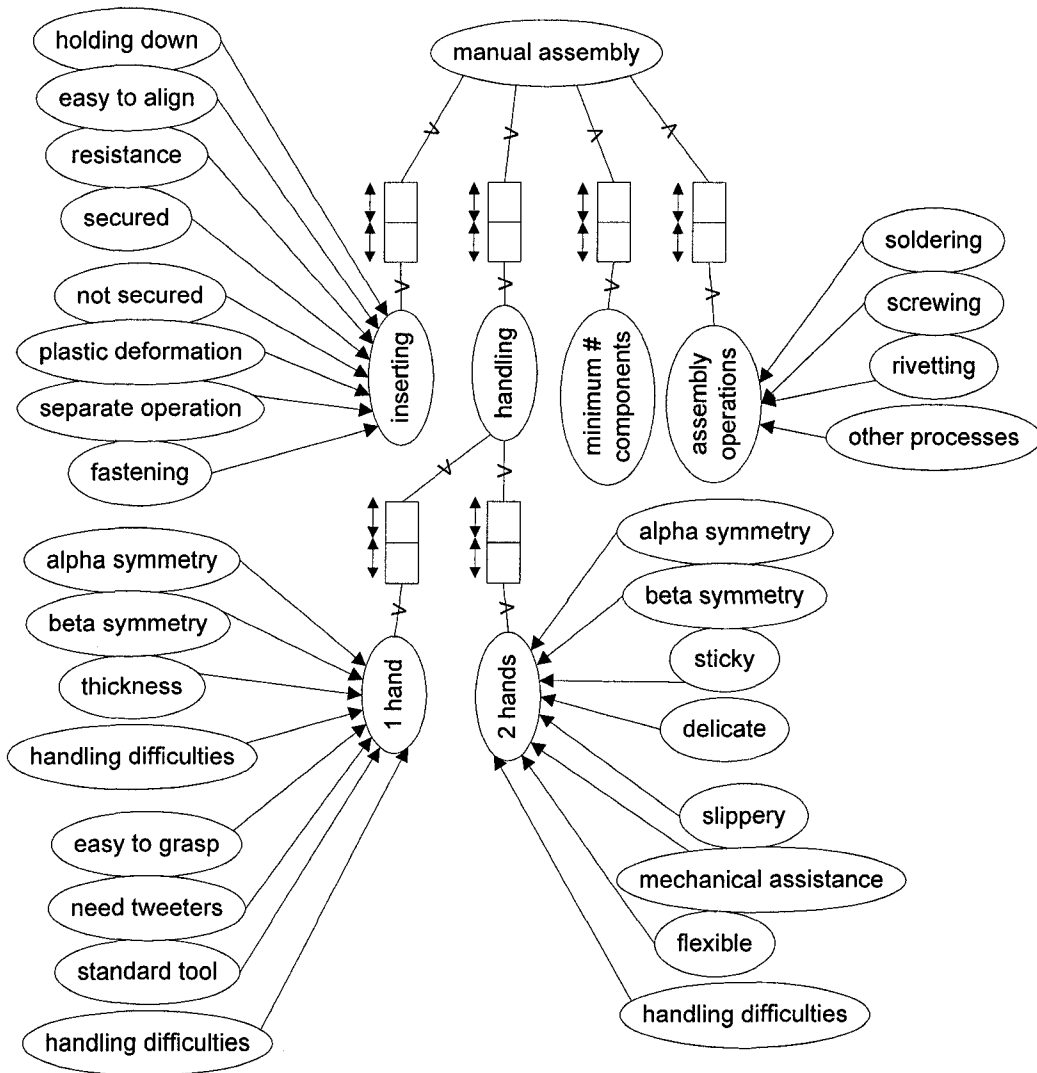 holding down
manual assembly
easy to align
resistance
secured
not secured
plastic deformation
separate operation
fastening
inserting
handling
minimum #
components
assembly
operations
soldering
screwing
rivetting
other processes
alpha symmetry
beta symmetry
thickness
handling difficulties
easy to grasp
need tweeters
standard tool
handling difficulties
1 hand
2 hands
alpha symmetry
beta symmetry
sticky
delicate
slippery
mechanical assistance
flexible
handling difficulties